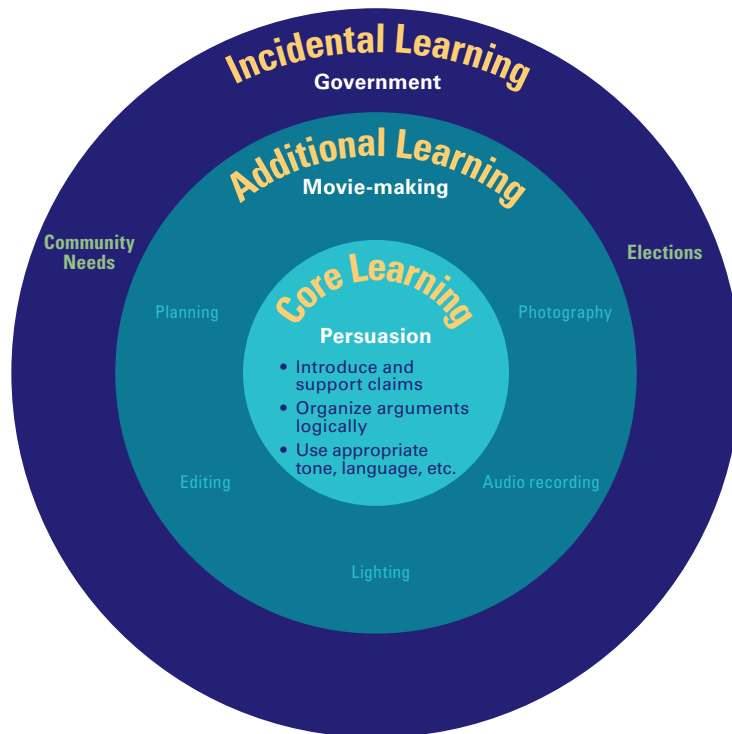 Incidental Learning
Government
Additional Learning
Movie-making
Community
Needs
Elections
Core Learning
Planning
Photography
Persuasion
• Introduce and
support claims
• Organize arguments
logically
• Use appropriate
tone, language, etc.
Editing
Audio recording
Lighting